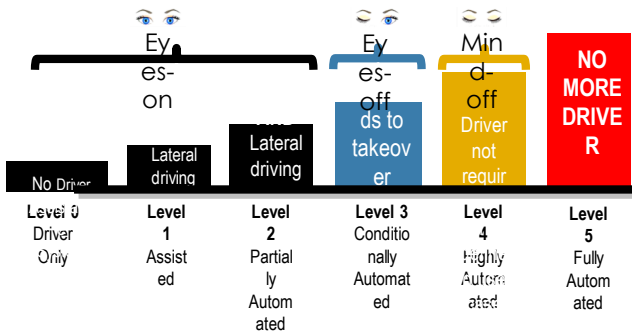 Ey
es-
on
Ey
es-
off
Min
d-
off
NO
MORE
DRIVE
R
Lateral
driving
Lateral
driving
ds to
takeov
er
Driver
not
requir
No Driver
Level 0
Driver
Only
Level
1
Assist
ed
Level
2
Partial
ly
Autom
ated
Level 3
Conditio
nally
Automat
ed
Level
4
Highly
Autom
ated
Level
5
Fully
Autom
ated